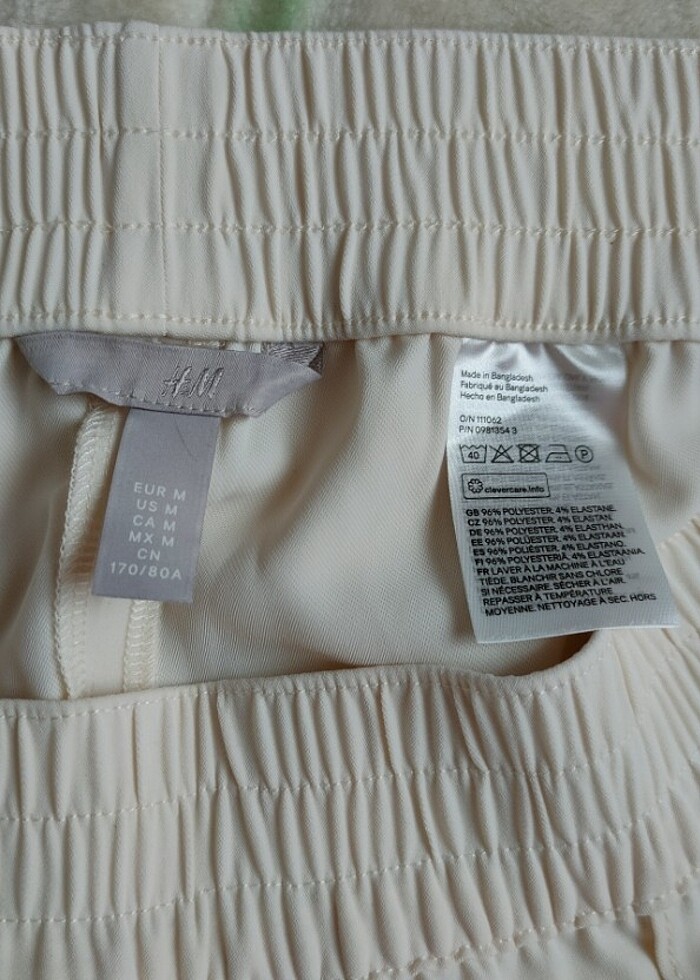 H&M
EUR M
US M
CA M
MX M
CN
170/80A
Made in Bangladesh
Fabriqué au Bangladesh
Hecho en Bangladesh
O/N 111062
P/N 0981354 3
40
P
clevercare.info
GB 96% POLYESTER. 4% ELASTANE.
CZ 96% POLYESTER. 4% ELASTAN.
DE 96% POLYESTER. 4% ELASTHAN.
EE 96% POLÜESTER. 4% ELASTAAN.
ES 96% POLIÉSTER. 4% ELASTANO.
FI 96% POLYESTERIÄ. 4% ELASTAANIA.
FR LAVER À LA MACHINE À L'EAU
TIÈDE. BLANCHIR SANS CHLORE
SI NÉCESSAIRE. SÉCHER À L'AIR.
REPASSER À TEMPÉRATURE
MOYENNE. NETTOYAGE À SEC. HORS